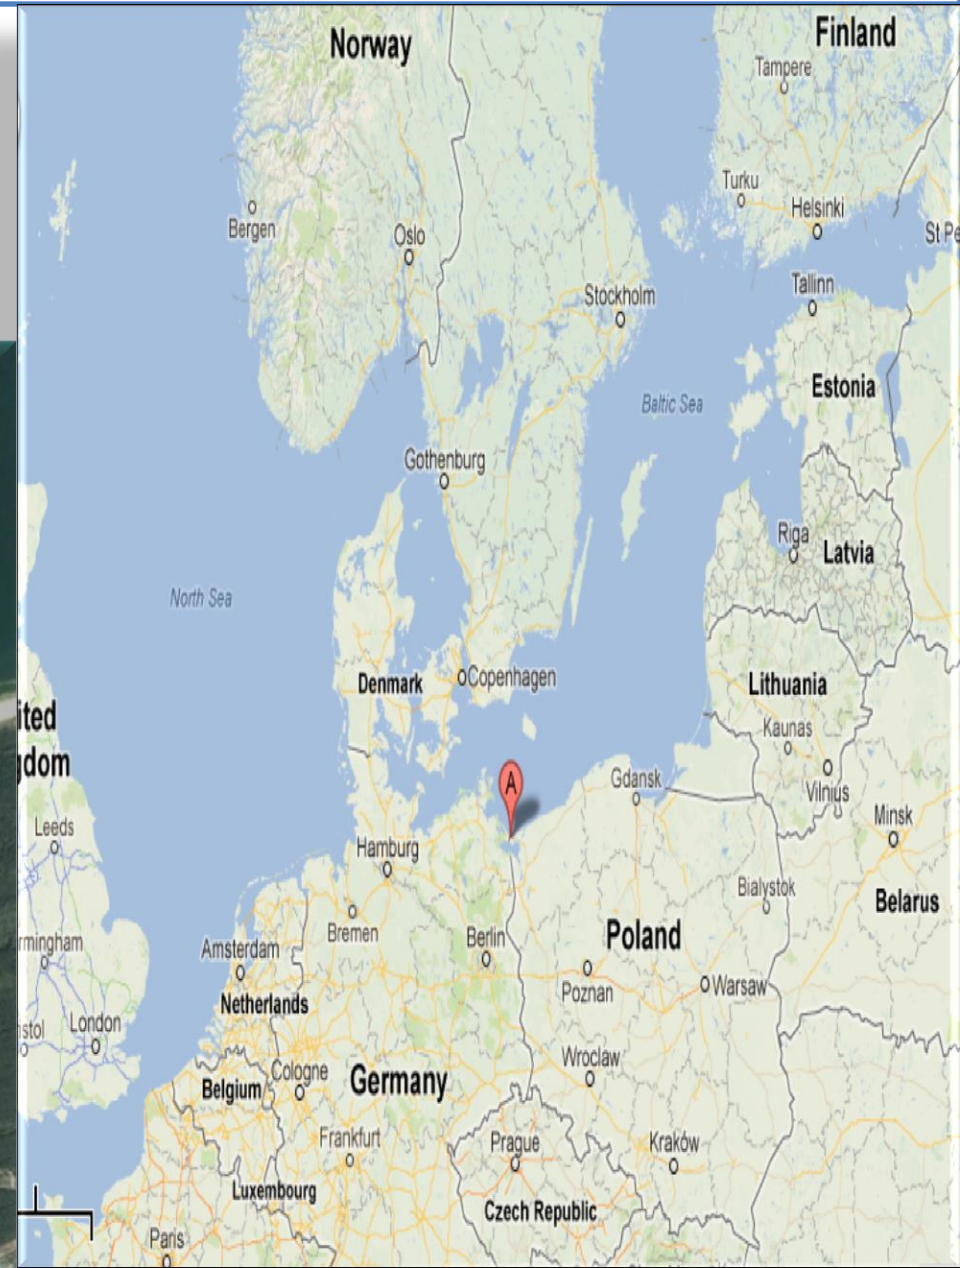 Norway
Finland
Tampere
Turku
Helsinki
Bergen
Oslo
St Pe
Stockholm
Tallinn
Estonia
Baltic Sea
Gothenburg
Riga
Latvia
North Sea
Denmark
Copenhagen
Lithuania
Kaunas
ited
gdom
A
Gdansk
Vilnius
Minsk
Leeds
Hamburg
Bialystok
Belarus
rmingham
Amsterdam
Bremen
Berlin
Poland
Netherlands
Poznan
Warsaw
istol
London
Wroclaw
Belgium
Cologne
Germany
Frankfurt
Prague
Kraków
Luxembourg
Czech Republic
Paris